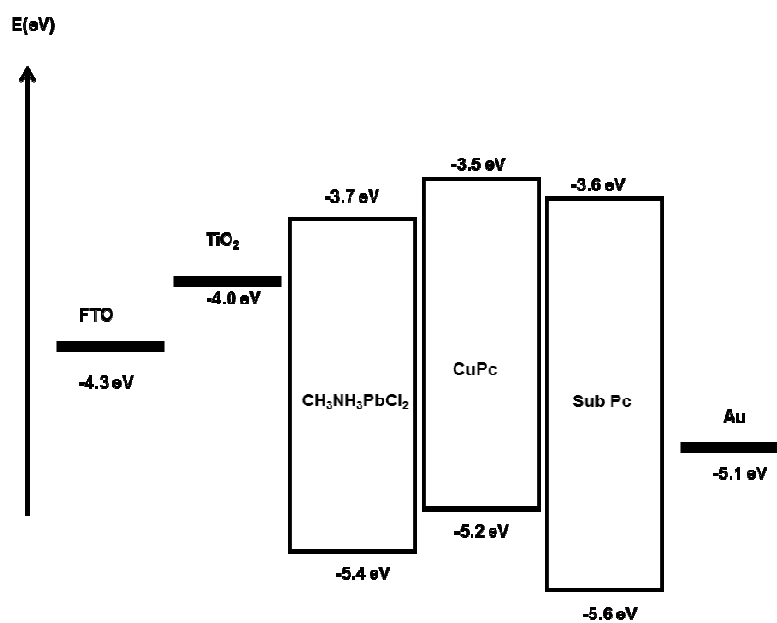 E(eV)
-3.5 eV
-3.7 eV
-3.6 eV
TiO₂
-4.0 eV
FTO
-4.3 eV
CuPc
CH₃NH₃PbCl₂
Sub Pc
Au
-5.1 eV
-5.2 eV
-5.4 eV
-5.6 eV